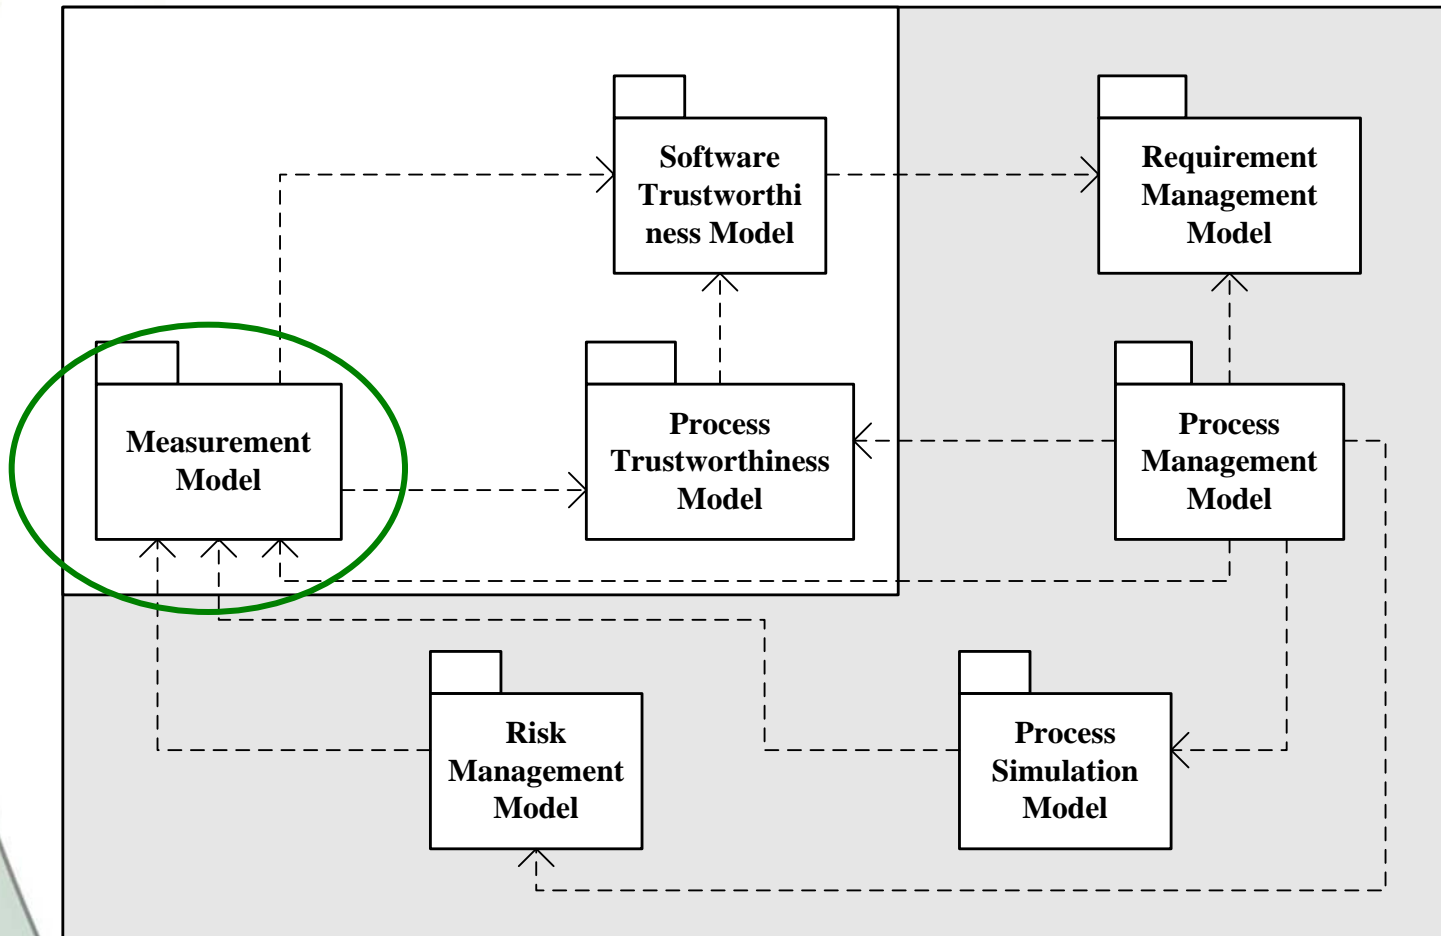 Software
Trustworthi
ness Model
Requirement
Management
Model
Measurement
Model
Process
Trustworthiness
Model
Process
Management
Model
Risk
Management
Model
Process
Simulation
Model